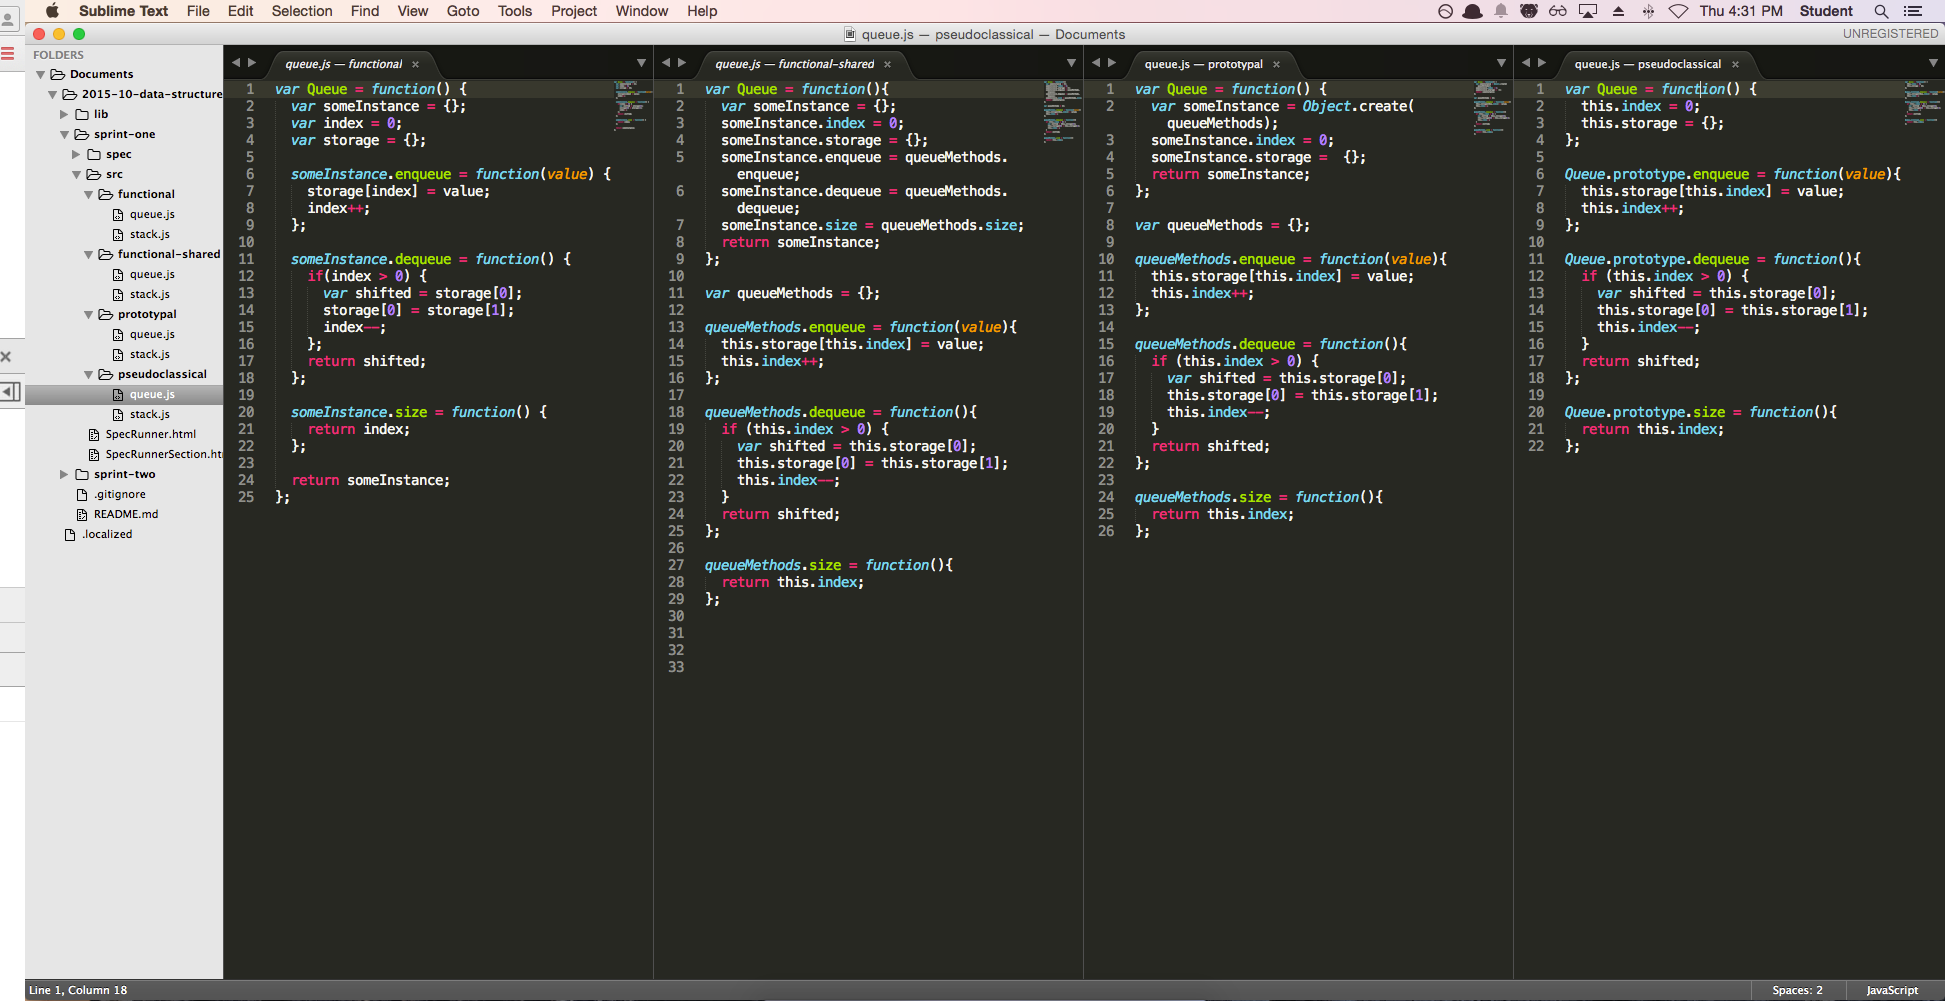 Sublime Text File Edit Selection Find View Goto Tools Project Window Help Thu 4:31 PM Student
queue.js — pseudoclassical — Documents UNREGISTERED
FOLDERS
Documents
2015-10-data-structure
lib
sprint-one
spec
src
functional
queue.js
stack.js
functional-shared
queue.js
stack.js
prototypal
queue.js
stack.js
pseudoclassical
queue.js
stack.js
SpecRunner.html
SpecRunnerSection.ht
sprint-two
.gitignore
README.md
.localized
queue.js — functional ×
1 var Queue = function() {
2 var someInstance = {};
3 var index = 0;
4 var storage = {};
5
6 someInstance.enqueue = function(value) {
7 storage[index] = value;
8 index++;
9 };
10
11 someInstance.dequeue = function() {
12 if(index > 0) {
13 var shifted = storage[0];
14 storage[0] = storage[1];
15 index--;
16 };
17 return shifted;
18 };
19
20 someInstance.size = function() {
21 return index;
22 };
23
24 return someInstance;
25 };
queue.js — functional-shared ×
1 var Queue = function(){
2 var someInstance = {};
3 someInstance.index = 0;
4 someInstance.storage = {};
5 someInstance.enqueue = queueMethods.
enqueue;
6 someInstance.dequeue = queueMethods.
dequeue;
7 someInstance.size = queueMethods.size;
8 return someInstance;
9 };
10
11 var queueMethods = {};
12
13 queueMethods.enqueue = function(value){
14 this.storage[this.index] = value;
15 this.index++;
16 };
17
18 queueMethods.dequeue = function(){
19 if (this.index > 0) {
20 var shifted = this.storage[0];
21 this.storage[0] = this.storage[1];
22 this.index--;
23 }
24 return shifted;
25 };
26
27 queueMethods.size = function(){
28 return this.index;
29 };
30
31
32
33
queue.js — prototypal ×
1 var Queue = function() {
2 var someInstance = Object.create(
queueMethods);
3 someInstance.index = 0;
4 someInstance.storage =  {};
5 return someInstance;
6 };
7
8 var queueMethods = {};
9
10 queueMethods.enqueue = function(value){
11 this.storage[this.index] = value;
12 this.index++;
13 };
14
15 queueMethods.dequeue = function(){
16 if (this.index > 0) {
17 var shifted = this.storage[0];
18 this.storage[0] = this.storage[1];
19 this.index--;
20 }
21 return shifted;
22 };
23
24 queueMethods.size = function(){
25 return this.index;
26 };
queue.js — pseudoclassical ×
1 var Queue = function() {
2 this.index = 0;
3 this.storage = {};
4 };
5
6 Queue.prototype.enqueue = function(value){
7 this.storage[this.index] = value;
8 this.index++;
9 };
10
11 Queue.prototype.dequeue = function(){
12 if (this.index > 0) {
13 var shifted = this.storage[0];
14 this.storage[0] = this.storage[1];
15 this.index--;
16 }
17 return shifted;
18 };
19
20 Queue.prototype.size = function(){
21 return this.index;
22 };
Line 1, Column 18 Spaces: 2 JavaScript